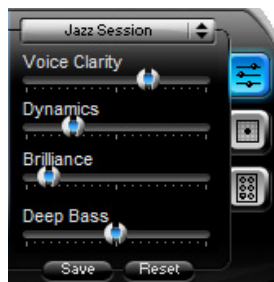 Jazz Session
Voice Clarity
Dynamics
Brilliance
Deep Bass
Save Reset